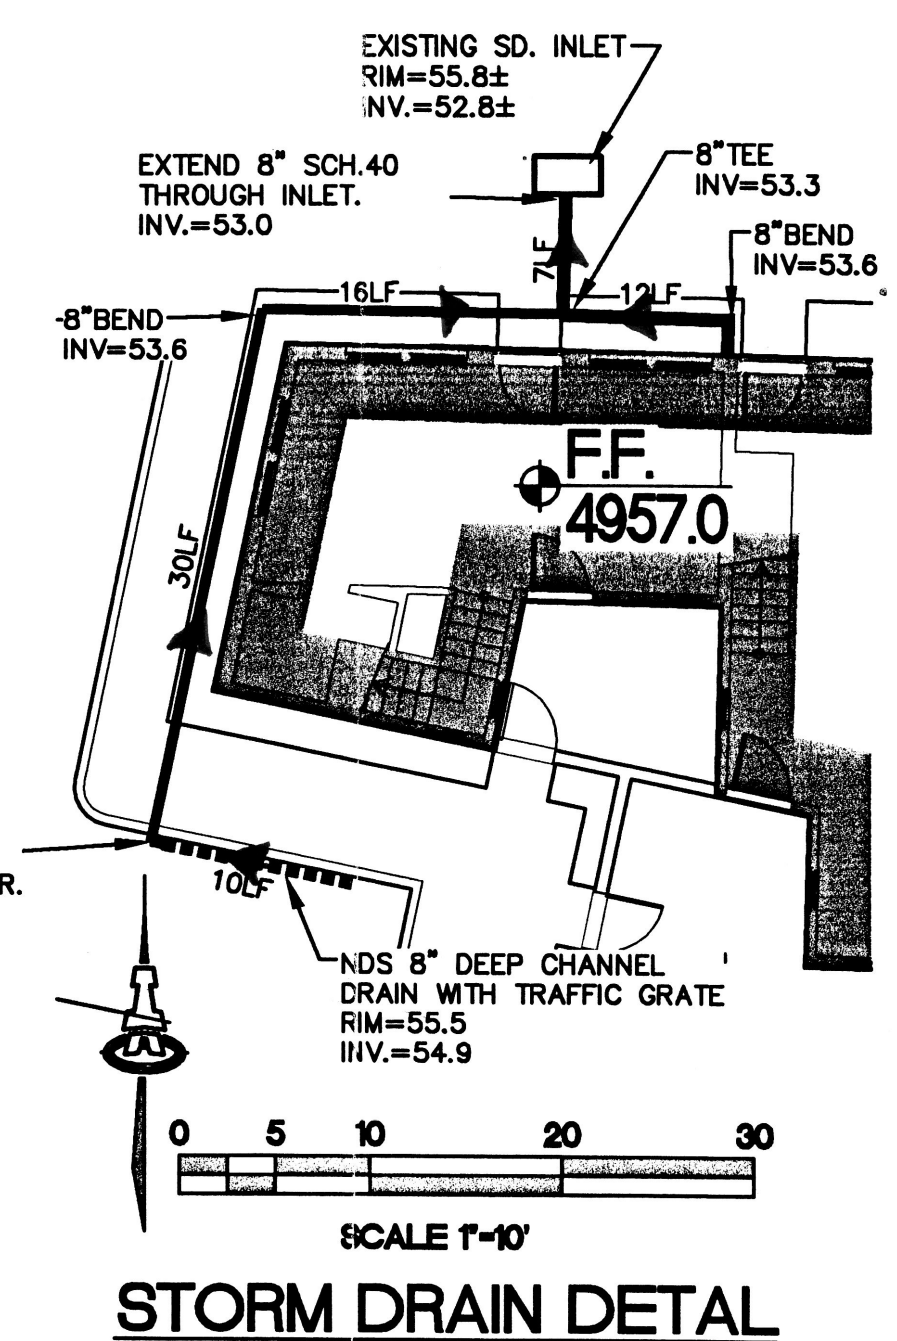 EXISTING SD. INLET
RIM=55.8±
INV.=52.8±
EXTEND 8" SCH.40
THROUGH INLET.
INV.=53.0
8"TEE
INV=53.3
8"BEND
INV=53.6
7LF
16LF
12LF
-8"BEND
INV=53.6
F.F.
4957.0
30LF
10LF
R.
NDS 8" DEEP CHANNEL
DRAIN WITH TRAFFIC GRATE
RIM=55.5
INV.=54.9
0 5 10 20 30
SCALE 1"-10'
STORM DRAIN DETAL